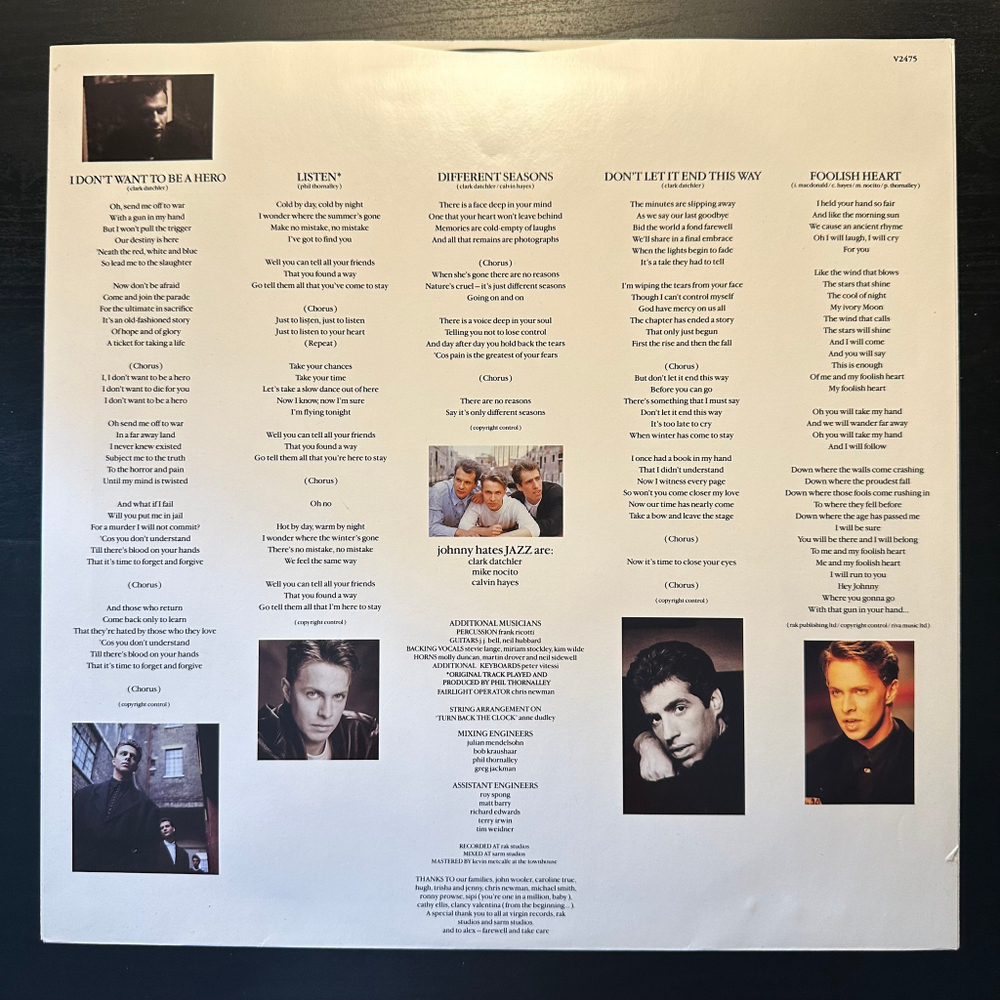 V2475
I DON'T WANT TO BE A HERO
(clark datchler)
Oh, send me off to war
With a gun in my hand
But I won't pull the trigger
Our destiny is here
'Neath the red, white and blue
So lead me to the slaughter
Now don't be afraid
Come and join the parade
For the ultimate in sacrifice
It's an old-fashioned story
Of hope and of glory
A ticket for taking a life
(Chorus)
I, I don't want to be a hero
I don't want to die for you
I don't want to be a hero
Oh send me off to war
In a far away land
I never knew existed
Subject me to the truth
To the horror and pain
Until my mind is twisted
And what if I fail
Will you put me in jail
For a murder I will not commit?
'Cos you don't understand
Till there's blood on your hands
That it's time to forget and forgive
(Chorus)
And those who return
Come back only to learn
That they're hated by those who they love
'Cos you don't understand
Till there's blood on your hands
That it's time to forget and forgive
(Chorus)
(copyright control)
LISTEN*
(phil thornalley)
Cold by day, cold by night
I wonder where the summer's gone
Make no mistake, no mistake
I've got to find you
Well you can tell all your friends
That you found a way
Go tell them all that you've come to stay
(Chorus)
Just to listen, just to listen
Just to listen to your heart
(Repeat)
Take your chances
Take your time
Let's take a slow dance out of here
Now I know, now I'm sure
I'm flying tonight
Well you can tell all your friends
That you found a way
Go tell them all that you're here to stay
(Chorus)
Oh no
Hot by day, warm by night
I wonder where the winter's gone
There's no mistake, no mistake
We feel the same way
Well you can tell all your friends
That you found a way
Go tell them all that I'm here to stay
(copyright control)
DIFFERENT SEASONS
(clark datchler/calvin hayes)
There is a face deep in your mind
One that your heart won't leave behind
Memories are cold-empty of laughs
And all that remains are photographs
(Chorus)
When she's gone there are no reasons
Nature's cruel – it's just different seasons
Going on and on
There is a voice deep in your soul
Telling you not to lose control
And day after day you hold back the tears
'Cos pain is the greatest of your fears
(Chorus)
There are no reasons
Say it's only different seasons
(copyright control)
johnny hates JAZZ are:
clark datchler
mike nocito
calvin hayes
ADDITIONAL MUSICIANS
PERCUSSION frank ricotti
GUITARS j.j. bell, neil hubbard
BACKING VOCALS stevie lange, miriam stockley, kim wilde
HORNS molly duncan, martin drover and neil sidewell
ADDITIONAL KEYBOARDS peter vitessi
*ORIGINAL TRACK PLAYED AND
PRODUCED BY PHIL THORNALLEY
FAIRLIGHT OPERATOR chris newman
STRING ARRANGEMENT ON
'TURN BACK THE CLOCK' anne dudley
MIXING ENGINEERS
julian mendelsohn
bob kraushaar
phil thornalley
greg jackman
ASSISTANT ENGINEERS
roy spong
matt barry
richard edwards
terry irwin
tim weidner
RECORDED AT rak studios
MIXED AT sarm studios
MASTERED BY kevin metcalfe at the townhouse
THANKS TO our families, john wooler, caroline true,
hugh, trisha and jenny, chris newman, michael smith,
ronny prowse, sipi (you're one in a million, baby),
cathy ellis, clancy valentina (from the beginning...)
A special thank you to all at virgin records, rak
studios and sarm studios,
and to alex – farewell and take care
DON'T LET IT END THIS WAY
(clark datchler)
The minutes are slipping away
As we say our last goodbye
Bid the world a fond farewell
We'll share in a final embrace
When the lights begin to fade
It's a tale they had to tell
I'm wiping the tears from your face
Though I can't control myself
God have mercy on us all
The chapter has ended a story
That only just begun
First the rise and then the fall
(Chorus)
But don't let it end this way
Before you can go
There's something that I must say
Don't let it end this way
It's too late to cry
When winter has come to stay
I once had a book in my hand
That I didn't understand
Now I witness every page
So won't you come closer my love
Now our time has nearly come
Take a bow and leave the stage
(Chorus)
Now it's time to close your eyes
(Chorus)
(copyright control)
FOOLISH HEART
(j. macdonald/c. hayes/m. nocito/p. thornalley)
I held your hand so fair
And like the morning sun
We cause an ancient rhyme
Oh I will laugh, I will cry
For you
Like the wind that blows
The stars that shine
The cool of night
My ivory Moon
The wind that calls
The stars will shine
And I will come
And you will say
This is enough
Of me and my foolish heart
My foolish heart
Oh you will take my hand
And we will wander far away
Oh you will take my hand
And I will follow
Down where the walls come crashing
Down where the proudest fall
Down where those fools come rushing in
To where they fell before
Down where the age has passed me
I will be sure
You will be there and I will belong
To me and my foolish heart
Me and my foolish heart
I will run to you
Hey Johnny
Where you gonna go
With that gun in your hand...
(rak publishing ltd/copyright control/riva music ltd)